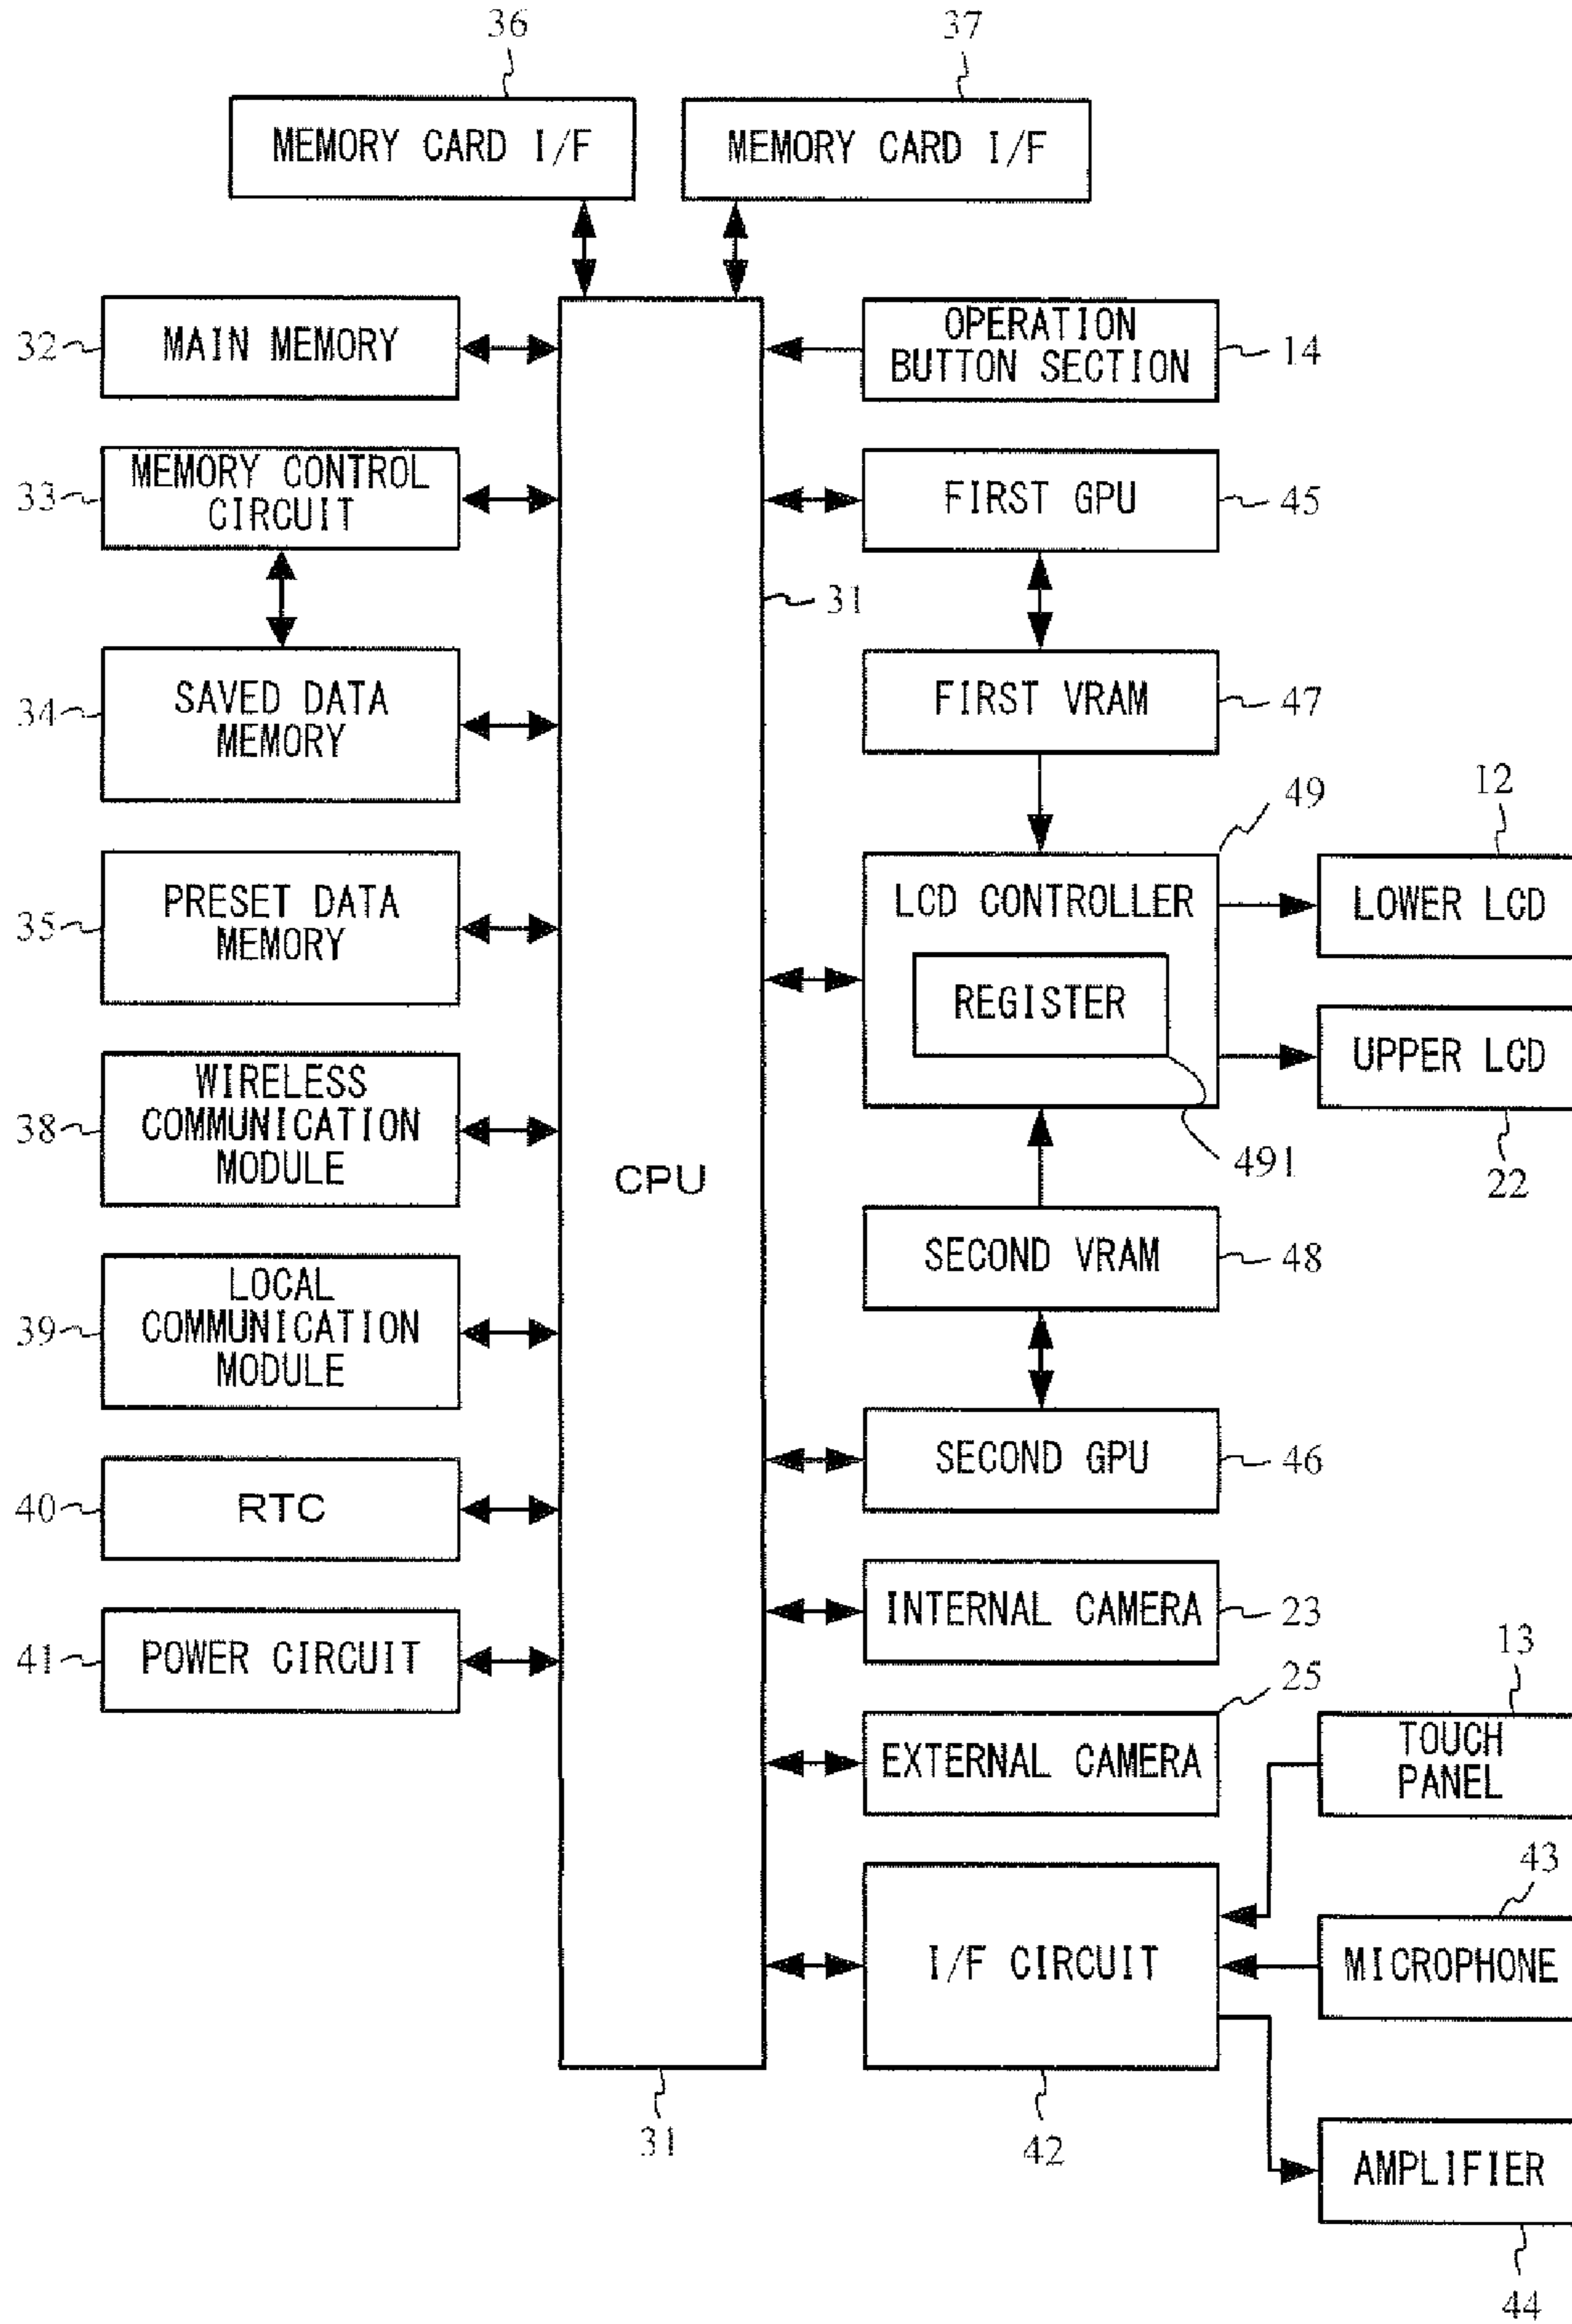 36
37
MEMORY CARD I/F
MEMORY CARD I/F
32
MAIN MEMORY
OPERATION
BUTTON SECTION
14
33
MEMORY CONTROL
CIRCUIT
FIRST GPU
45
31
34
SAVED DATA
MEMORY
FIRST VRAM
47
49
12
35
PRESET DATA
MEMORY
LCD CONTROLLER
LOWER LCD
REGISTER
UPPER LCD
491
22
38
WIRELESS
COMMUNICATION
MODULE
CPU
SECOND VRAM
48
39
LOCAL
COMMUNICATION
MODULE
SECOND GPU
46
40
RTC
INTERNAL CAMERA
23
41
POWER CIRCUIT
25
13
EXTERNAL CAMERA
TOUCH
PANEL
43
I/F CIRCUIT
MICROPHONE
31
42
AMPLIFIER
44